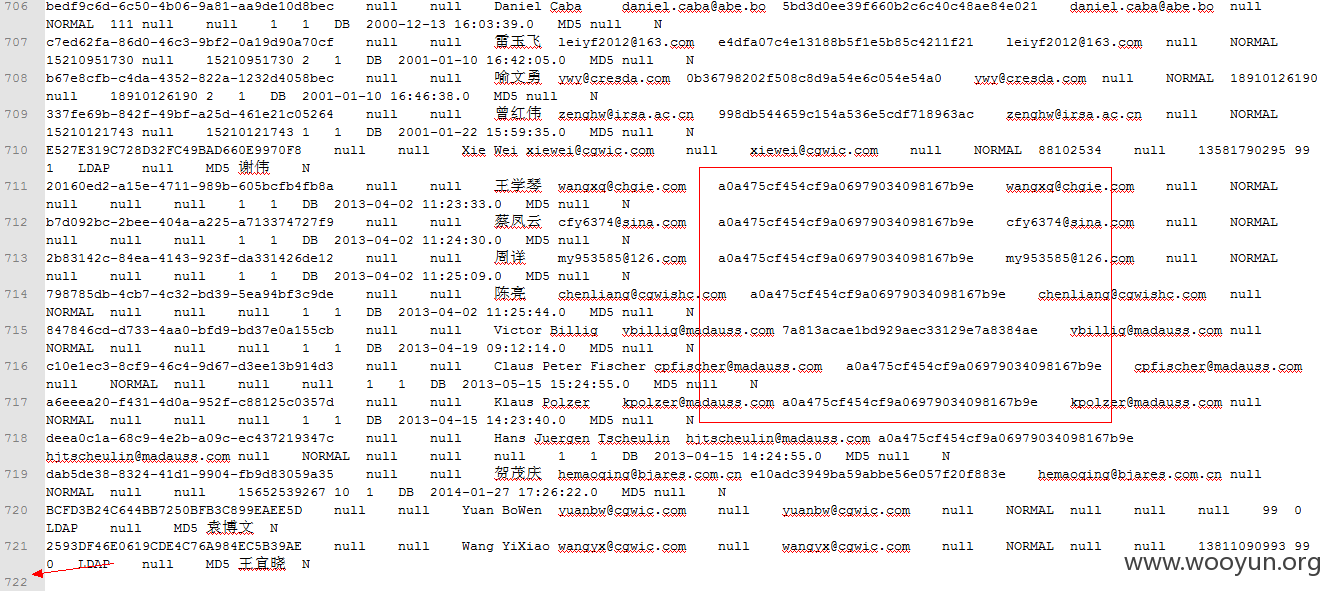 706 bedf9c6d-6c50-4b06-9a81-aa9de10d8bec null null Daniel Caba daniel.caba@abe.bo 5bd3d0ee39f660b2c6c40c48ae84e021 daniel.caba@abe.bo null
NORMAL 111 null null 1 1 DB 2000-12-13 16:03:39.0 MD5 null N
707 c7ed62fa-86d0-46c3-9bf2-0a19d90a70cf null null 雷玉飞 leiyf2012@163.com e4dfa07c4e13188b5f1e5b85c4211f21 leiyf2012@163.com null NORMAL
15210951730 null 15210951730 2 1 DB 2001-01-10 16:42:05.0 MD5 null N
708 b67e8cfb-c4da-4352-822a-1232d4058bec null null 喻文勇 ywy@cresda.com 0b36798202f508c8d9a54e6c054e54a0 ywy@cresda.com null NORMAL 18910126190
null 18910126190 2 1 DB 2001-01-10 16:46:38.0 MD5 null N
709 337fe69b-842f-49bf-a25d-461e21c05264 null null 曾红伟 zenghw@irsa.ac.cn 998db544659c154a536e5cdf718963ac zenghw@irsa.ac.cn null NORMAL
15210121743 null 15210121743 1 1 DB 2001-01-22 15:59:35.0 MD5 null N
710 E527E319C728D32FC49BAD660E9970F8 null null Xie Wei xiewei@cgwic.com null xiewei@cgwic.com null NORMAL 88102534 null 13581790295 99
1 LDAP null MD5 谢伟 N
711 20160ed2-a15e-4711-989b-605bcfb4fb8a null null 王学琴 wangxq@chgie.com a0a475cf454cf9a06979034098167b9e wangxq@chgie.com null NORMAL
null null null 1 1 DB 2013-04-02 11:23:33.0 MD5 null N
712 b7d092bc-2bee-404a-a225-a713374727f9 null null 蔡凤云 cfy6374@sina.com a0a475cf454cf9a06979034098167b9e cfy6374@sina.com null NORMAL
null null null 1 1 DB 2013-04-02 11:24:30.0 MD5 null N
713 2b83142c-84ea-4143-923f-da331426de12 null null 周详 my953585@126.com a0a475cf454cf9a06979034098167b9e my953585@126.com null NORMAL
null null null 1 1 DB 2013-04-02 11:25:09.0 MD5 null N
714 798785db-4cb7-4c32-bd39-5ea94bf3c9de null null 陈亮 chenliang@cgwishc.com a0a475cf454cf9a06979034098167b9e chenliang@cgwishc.com null
NORMAL null null null 1 1 DB 2013-04-02 11:25:44.0 MD5 null N
715 847846cd-d733-4aa0-bfd9-bd37e0a155cb null null Victor Billig vbillig@madauss.com 7a813acae1bd929aec33129e7a8384ae vbillig@madauss.com null
NORMAL null null null 1 1 DB 2013-04-19 09:12:14.0 MD5 null N
716 c10e1ec3-8cf9-46c4-9d67-d3ee13b914d3 null null Claus Peter Fischer cpfischer@madauss.com a0a475cf454cf9a06979034098167b9e cpfischer@madauss.com
null NORMAL null null null 1 1 DB 2013-05-15 15:24:55.0 MD5 null N
717 a6eeea20-f431-4d0a-952f-c88125c0357d null null Klaus Polzer kpolzer@madauss.com a0a475cf454cf9a06979034098167b9e kpolzer@madauss.com null
NORMAL null null null 1 1 DB 2013-04-15 14:23:40.0 MD5 null N
718 deea0c1a-68c9-4e2b-a09c-ec437219347c null null Hans Juergen Tscheulin hjtscheulin@madauss.com a0a475cf454cf9a06979034098167b9e
hjtscheulin@madauss.com null NORMAL null null null 1 1 DB 2013-04-15 14:24:55.0 MD5 null N
719 dab5de38-8324-41d1-9904-fb9d83059a35 null null 贺茂庆 hemaoqing@bjares.com.cn e10adc3949ba59abbe56e057f20f883e hemaoqing@bjares.com.cn null
NORMAL null null 15652539267 10 1 DB 2014-01-27 17:26:22.0 MD5 null N
720 BCFD3B24C644BB7250BFB3C899EAEE5D null null Yuan BoWen yuanbw@cgwic.com null yuanbw@cgwic.com null NORMAL null null null 99 0
LDAP null MD5 袁博文 N
721 2593DF46E0619CDE4C76A984EC5B39AE null null Wang YiXiao wangyx@cgwic.com null wangyx@cgwic.com null NORMAL null null 13811090993 99
0 LDAP null MD5 王宜晓 N
722
www.wooyun.org